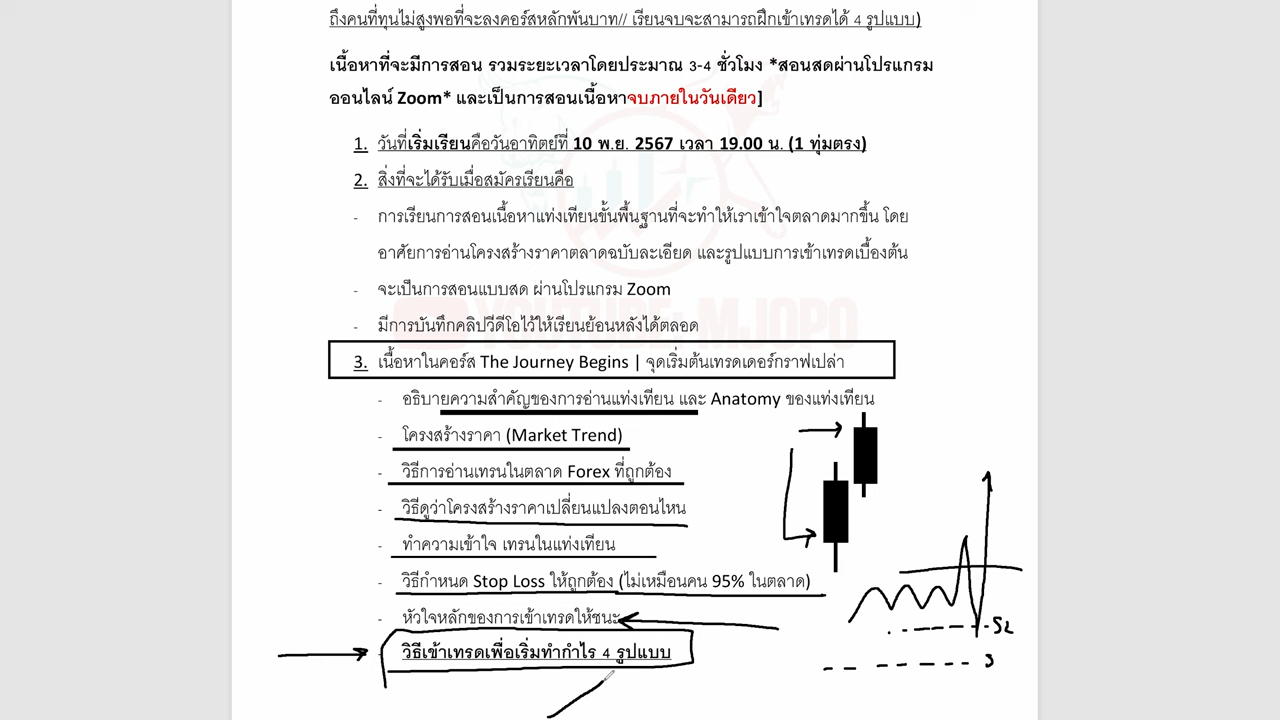 ถึงคนที่ทุนไม่สูงพอที่จะลงคอร์สหลักพันบาท// เรียนจบจะสามารถฝึกเข้าเทรดได้ 4 รูปแบบ)
เนื้อหาที่จะมีการสอน รวมระยะเวลาโดยประมาณ 3-4 ชั่วโมง *สอนสดผ่านโปรแกรม
ออนไลน์ Zoom* และเป็นการสอนเนื้อหาจบภายในวันเดียว]
1. วันที่เริ่มเรียนคือวันอาทิตย์ที่ 10 พ.ย. 2567 เวลา 19.00 น. (1 ทุ่มตรง)
2. สิ่งที่จะได้รับเมื่อสมัครเรียนคือ
- การเรียนการสอนเนื้อหาแท่งเทียนขั้นพื้นฐานที่จะทำให้เราเข้าใจตลาดมากขึ้น โดย
อาศัยการอ่านโครงสร้างราคาตลาดฉบับละเอียด และรูปแบบการเข้าเทรดเบื้องต้น
- จะเป็นการสอนแบบสด ผ่านโปรแกรม Zoom
YOUTUBE : MJOPO
- มีการบันทึกคลิปวีดีโอไว้ให้เรียนย้อนหลังได้ตลอด
3. เนื้อหาในคอร์ส The Journey Begins | จุดเริ่มต้นเทรดเดอร์กราฟเปล่า
- อธิบายความสำคัญของการอ่านแท่งเทียน และ Anatomy ของแท่งเทียน
- โครงสร้างราคา (Market Trend)
- วิธีการอ่านเทรนในตลาด Forex ที่ถูกต้อง
- วิธีดูว่าโครงสร้างราคาเปลี่ยนแปลงตอนไหน
- ทำความเข้าใจ เทรนในแท่งเทียน
- วิธีกำหนด Stop Loss ให้ถูกต้อง (ไม่เหมือนคน 95% ในตลาด)
- หัวใจหลักของการเข้าเทรดให้ชนะ
SL
- วิธีเข้าเทรดเพื่อเริ่มทำกำไร 4 รูปแบบ